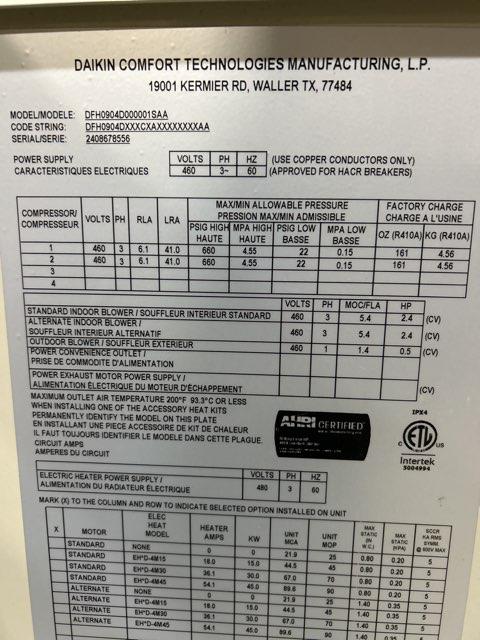 DAIKIN COMFORT TECHNOLOGIES MANUFACTURING, L.P.
19001 KERMIER RD, WALLER TX, 77484
MODEL/MODELE: DFH0904D000001SAA
CODE STRING: DFH0904DXXXCXAXXXXXXXXAA
SERIAL/SERIE: 2408678556
POWER SUPPLY VOLTS PH HZ (USE COPPER CONDUCTORS ONLY)
CARACTERISTIQUES ELECTRIQUES 460 3~ 60 (APPROVED FOR HACR BREAKERS)
MAX/MIN ALLOWABLE PRESSURE FACTORY CHARGE
PRESSION MAX/MIN ADMISSIBLE CHARGE A L'USINE
COMPRESSOR/ COMPRESSEUR VOLTS PH RLA LRA PSIG HIGH HAUTE MPA HIGH HAUTE PSIG LOW BASSE MPA LOW BASSE OZ (R410A) KG (R410A)
1 460 3 6.1 41.0 660 4.55 22 0.15 161 4.56
2 460 3 6.1 41.0 660 4.55 22 0.15 161 4.56
3
4
VOLTS PH MOC/FLA HP
STANDARD INDOOR BLOWER / SOUFFLEUR INTERIEUR STANDARD 460 3 5.4 2.4 (CV)
ALTERNATE INDOOR BLOWER /
SOUFFLEUR INTERIEUR ALTERNATIF 460 3 5.4 2.4 (CV)
OUTDOOR BLOWER / SOUFFLEUR EXTERIEUR 460 1 1.4 0.5 (CV)
POWER CONVENIENCE OUTLET /
PRISE DE COMMODITE D'ALIMENTATION
POWER EXHAUST MOTOR POWER SUPPLY /
ALIMENTATION ÉLECTRIQUE DU MOTEUR D'ÉCHAPPEMENT (CV)
MAXIMUM OUTLET AIR TEMPERATURE 200°F 93.3°C OR LESS
WHEN INSTALLING ONE OF THE ACCESSORY HEAT KITS
PERMANENTLY IDENTIFY THE MODEL ON THIS PLATE
EN INSTALLANT UNE PIECE ACCESSOIRE DE KIT DE CHALEUR
IL FAUT TOUJOURS IDENTIFIER LE MODELE DANS CETTE PLAQUE.
CIRCUIT AMPS
AMPERES DU CIRCUIT
AHRI CERTIFIED
IPX4
C ETL US
Intertek
5004994
ELECTRIC HEATER POWER SUPPLY / VOLTS PH HZ
ALIMENTATION DU RADIATEUR ÉLECTRIQUE 480 3 60
MARK (X) TO THE COLUMN AND ROW TO INDICATE SELECTED OPTION INSTALLED ON UNIT
X MOTOR ELEC HEAT MODEL HEATER AMPS KW UNIT MCA UNIT MOP MAX STATIC (IN W.C.) MAX STATIC (KPA) SCCR KA RMS SYMM. @ 600V MAX
STANDARD NONE 0 0 21.9 25 0.80 0.20 5
STANDARD EH*D-4M15 18.0 15.0 44.5 45 0.80 0.20 5
STANDARD EH*D-4M30 36.1 30.0 67.0 70 0.80 0.20 5
STANDARD EH*D-4M45 54.1 45.0 89.6 90 0.80 0.20 5
ALTERNATE NONE 0 0 21.9 25 1.40 0.35 5
ALTERNATE EH*D-4M15 18.0 15.0 44.5 45 1.40 0.35 5
ALTERNATE EH*D-4M30 36.1 30.0 67.0 70 1.40 0.35 5
ALTERNATE EH*D-4M45 54.1 45.0 89.6 90